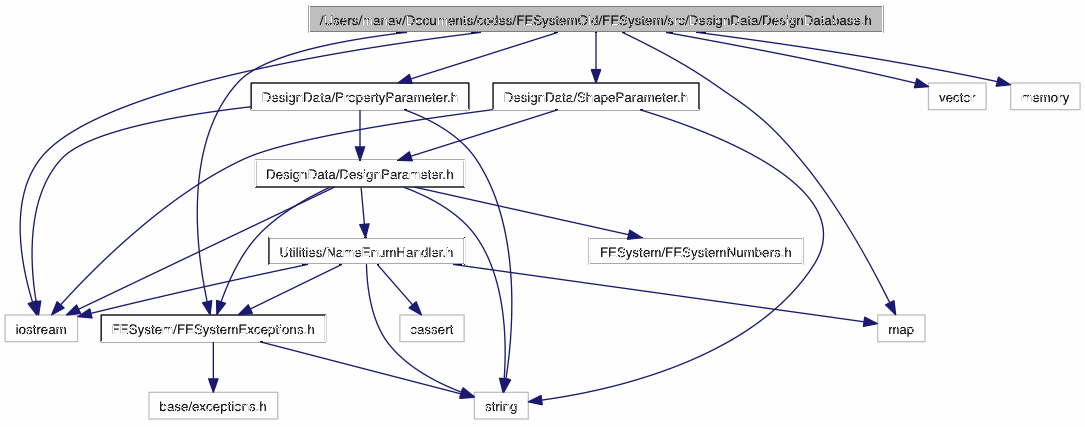 /Users/manav/Documents/codes/FESystemOld/FESystem/src/DesignData/DesignDatabase.h
DesignData/PropertyParameter.h
DesignData/ShapeParameter.h
vector
memory
DesignData/DesignParameter.h
Utilities/NameEnumHandler.h
FESystem/FESystemNumbers.h
iostream
FESystem/FESystemExceptions.h
cassert
map
base/exceptions.h
string